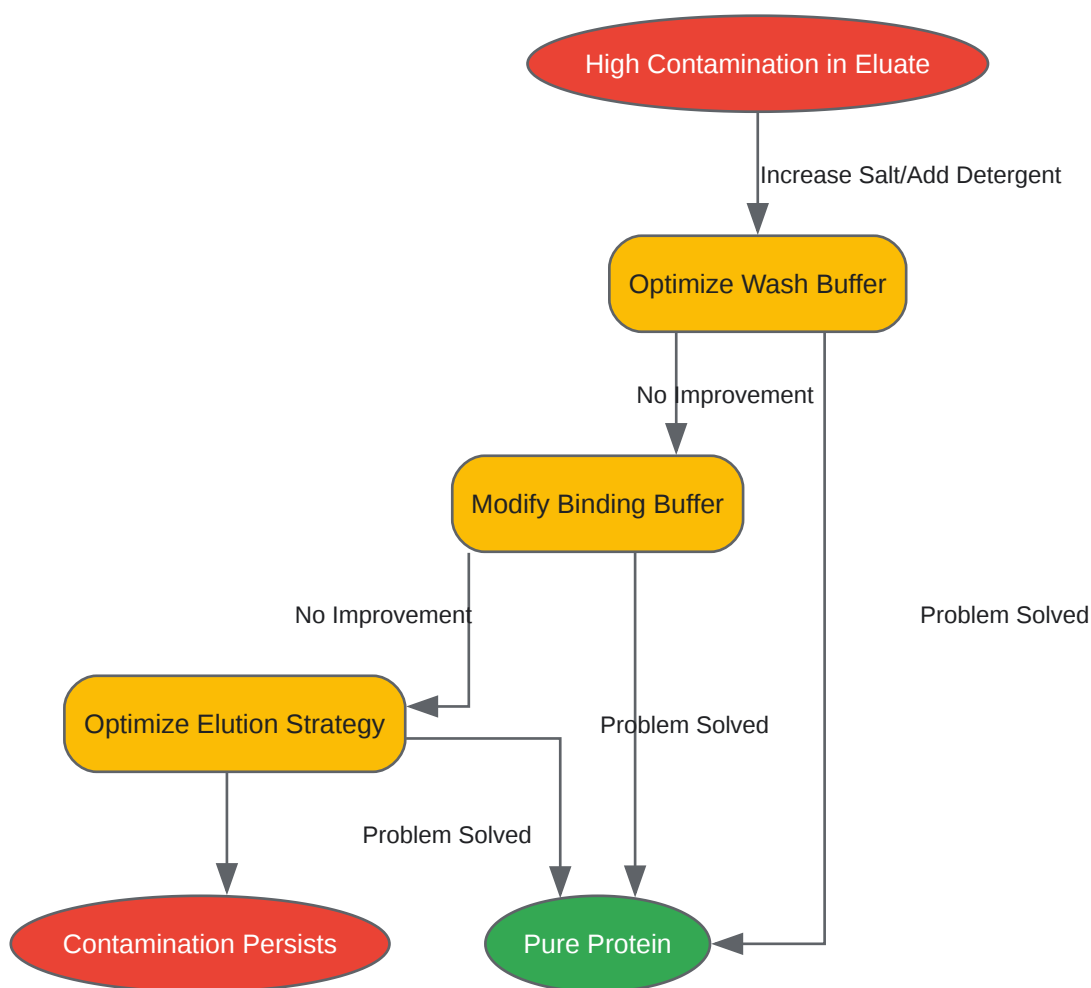 High Contamination in Eluate
Increase Salt/Add Detergent
Optimize Wash Buffer
No Improvement
Modify Binding Buffer
No Improvement
Problem Solved
Optimize Elution Strategy
Problem Solved
Problem Solved
Contamination Persists
Pure Protein